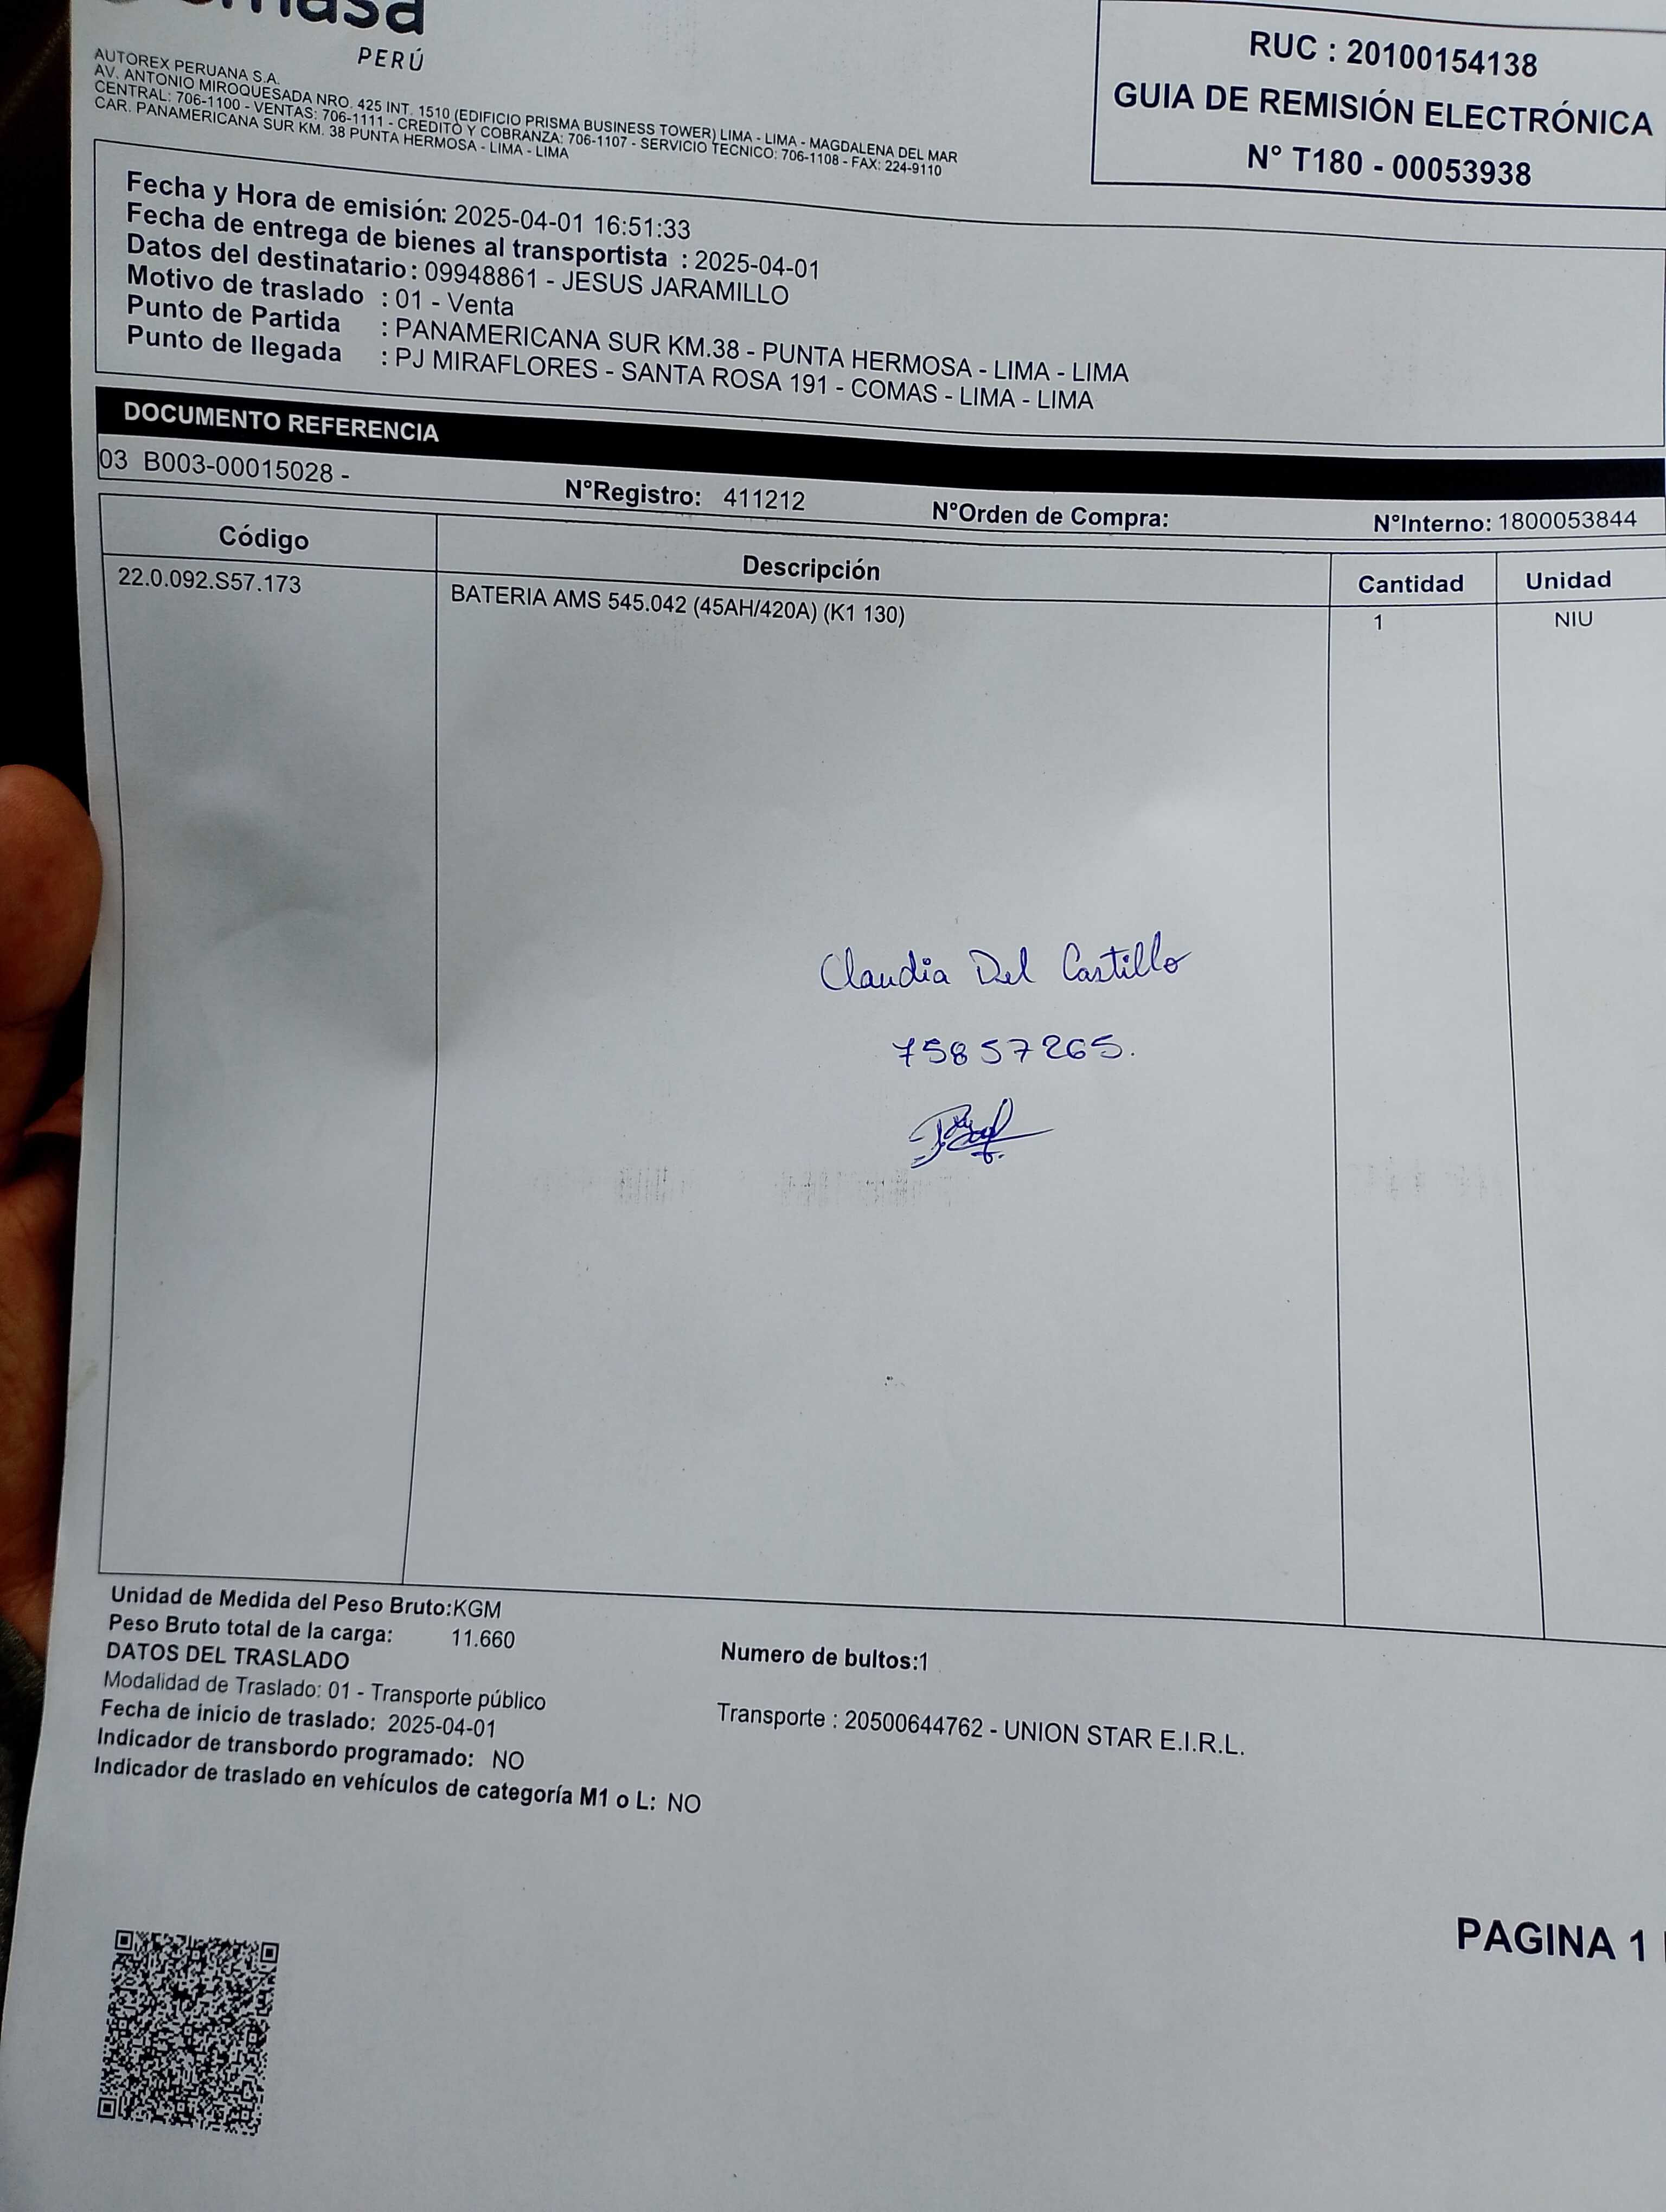 PERÚ
AUTOREX PERUANA S.A.
AV. ANTONIO MIROQUESADA NRO. 425 INT. 1510 (EDIFICIO PRISMA BUSINESS TOWER) LIMA - LIMA - MAGDALENA DEL MAR
CENTRAL: 706-1100 - VENTAS: 706-1111 - CREDITO Y COBRANZA: 706-1107 - SERVICIO TECNICO: 706-1108 - FAX: 224-9110
CAR. PANAMERICANA SUR KM. 38 PUNTA HERMOSA - LIMA - LIMA
RUC : 20100154138
GUIA DE REMISIÓN ELECTRÓNICA
N° T180 - 00053938
Fecha y Hora de emisión: 2025-04-01 16:51:33
Fecha de entrega de bienes al transportista : 2025-04-01
Datos del destinatario: 09948861 - JESUS JARAMILLO
Motivo de traslado : 01 - Venta
Punto de Partida : PANAMERICANA SUR KM.38 - PUNTA HERMOSA - LIMA - LIMA
Punto de llegada : PJ MIRAFLORES - SANTA ROSA 191 - COMAS - LIMA - LIMA
DOCUMENTO REFERENCIA
03 B003-00015028 - N°Registro: 411212 N°Orden de Compra: N°Interno: 1800053844
Código Descripción Cantidad Unidad
22.0.092.S57.173 BATERIA AMS 545.042 (45AH/420A) (K1 130) 1 NIU
Claudia Del Castillo
75857265.
Unidad de Medida del Peso Bruto:KGM
Peso Bruto total de la carga: 11.660 Numero de bultos:1
DATOS DEL TRASLADO
Modalidad de Traslado: 01 - Transporte público Transporte : 20500644762 - UNION STAR E.I.R.L.
Fecha de inicio de traslado: 2025-04-01
Indicador de transbordo programado: NO
Indicador de traslado en vehículos de categoría M1 o L: NO
PAGINA 1